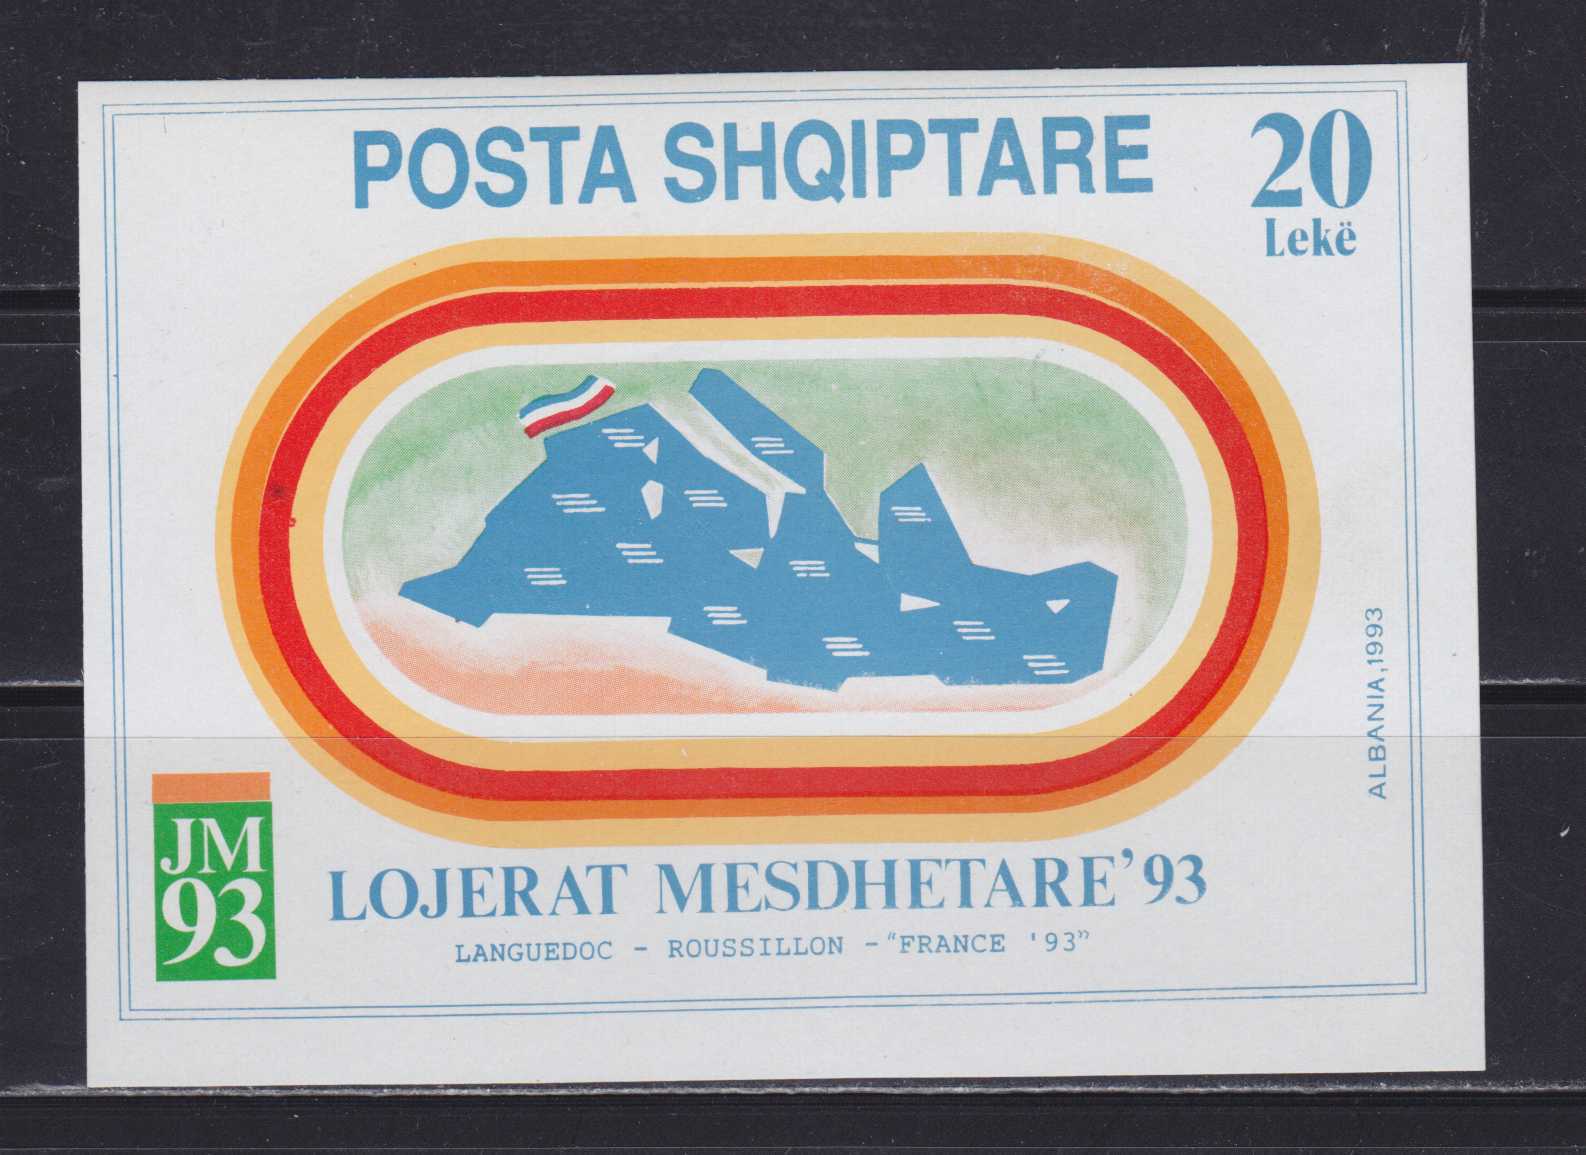 POSTA SHQIPTARE
20
Lekë
ALBANIA,1993
JM
93
LOJERAT MESDHETARE'93
LANGUEDOC - ROUSSILLON -"FRANCE '93"